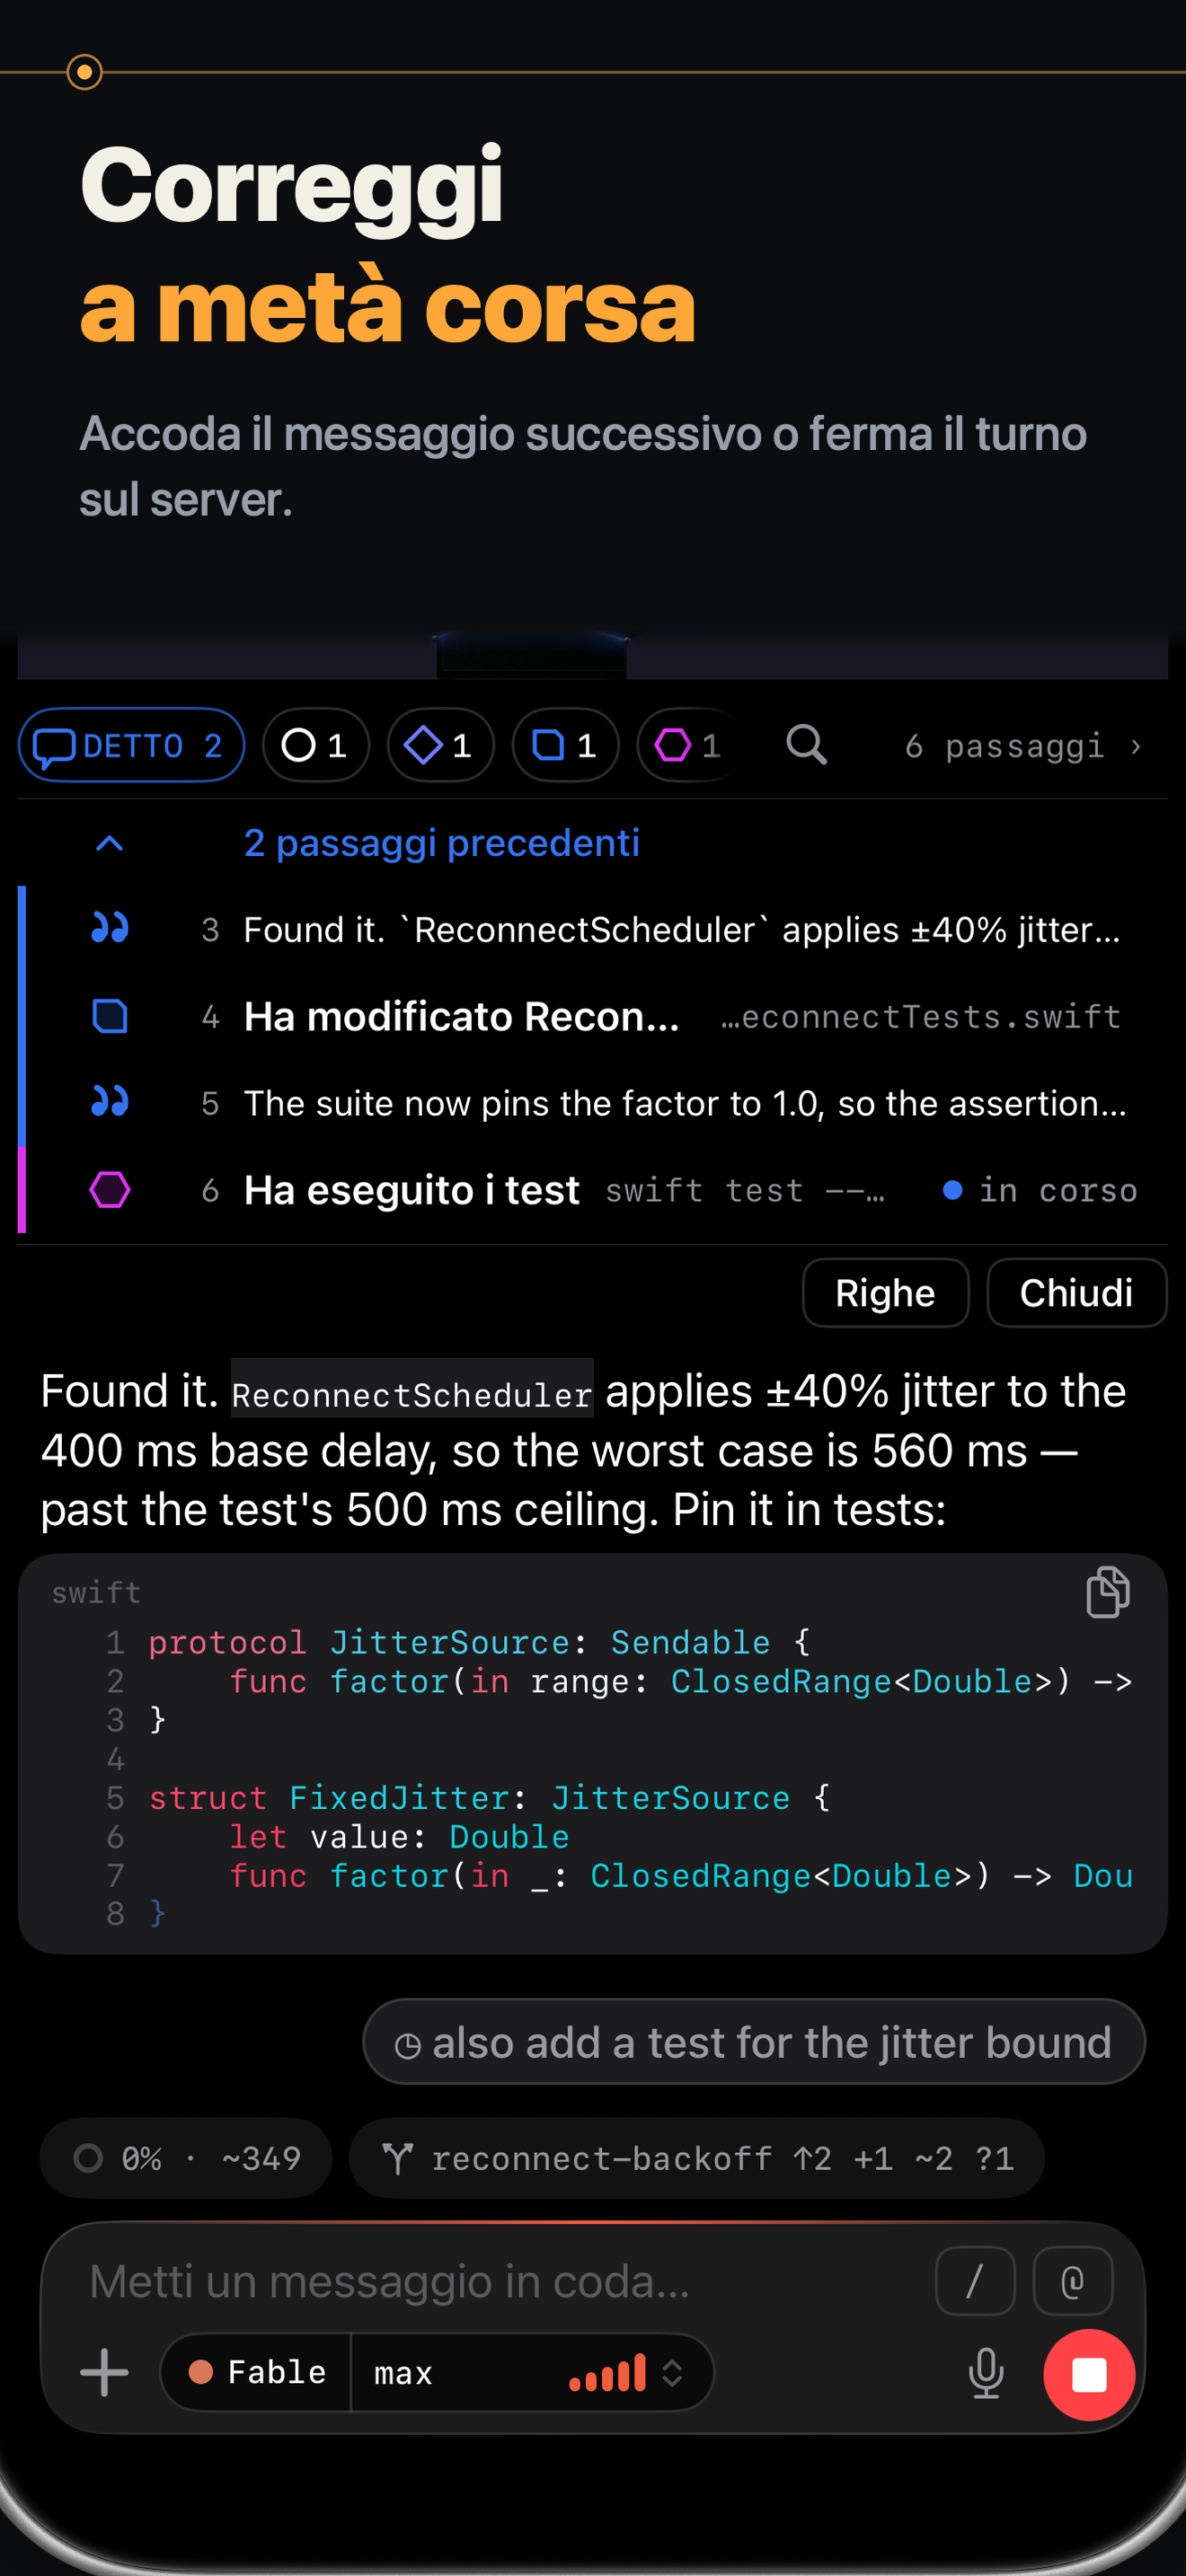 Correggi
a metà corsa
Accoda il messaggio successivo o ferma il turno
sul server.
DETTO 2 1 1 1 1 6 passaggi ›
2 passaggi precedenti
3 Found it. `ReconnectScheduler` applies ±40% jitter...
4 Ha modificato Recon... ...econnectTests.swift
5 The suite now pins the factor to 1.0, so the assertion...
6 Ha eseguito i test swift test --... in corso
Righe Chiudi
Found it. ReconnectScheduler applies ±40% jitter to the
400 ms base delay, so the worst case is 560 ms —
past the test's 500 ms ceiling. Pin it in tests:
swift
1 protocol JitterSource: Sendable {
2     func factor(in range: ClosedRange<Double>) ->
3 }
4
5 struct FixedJitter: JitterSource {
6     let value: Double
7     func factor(in _: ClosedRange<Double>) -> Dou
8 }
also add a test for the jitter bound
0% · ~349 reconnect-backoff ↑2 +1 ~2 ?1
Metti un messaggio in coda... / @
Fable max